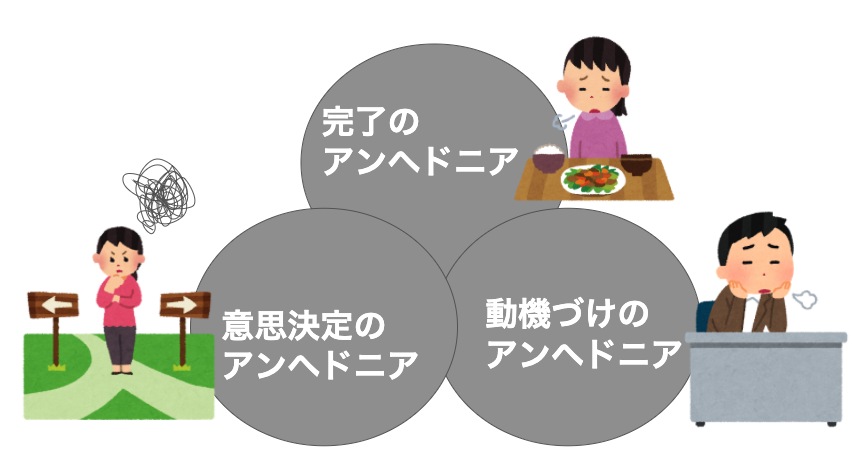 完了の
アンヘドニア
意思決定の
アンヘドニア
動機づけの
アンヘドニア